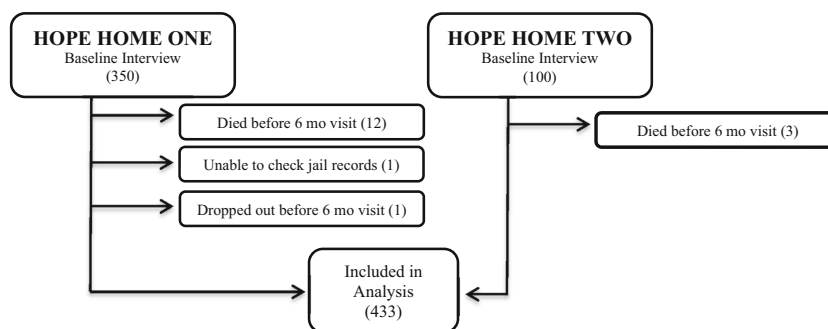 HOPE HOME ONE
Baseline Interview
(350)
HOPE HOME TWO
Baseline Interview
(100)
Died before 6 mo visit (12)
Died before 6 mo visit (3)
Unable to check jail records (1)
Dropped out before 6 mo visit (1)
Included in
Analysis
(433)